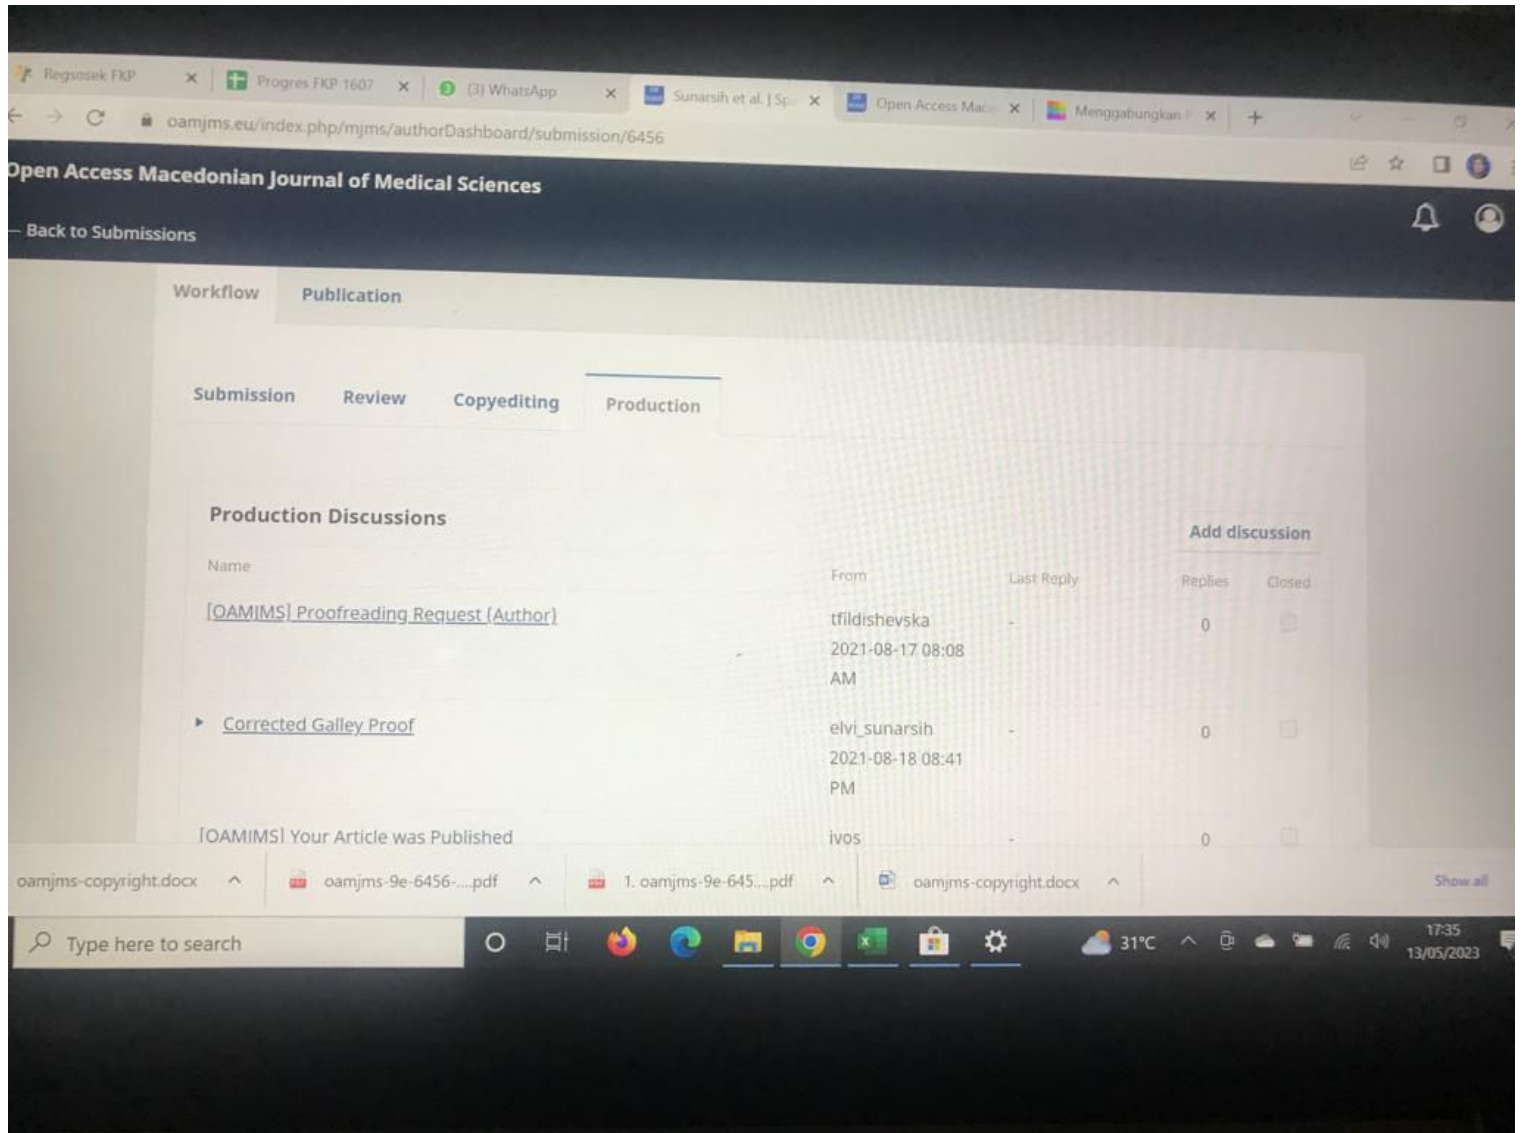 Regsosek FKP
Progres FKP 1607
(3) WhatsApp
Sunarsih et al. | Sp
Open Access Mace
Menggabungkan
oamjms.eu/index.php/mjms/authorDashboard/submission/6456
Open Access Macedonian Journal of Medical Sciences
Back to Submissions
Workflow Publication
Submission Review Copyediting Production
Production Discussions
Add discussion
Name From Last Reply Replies Closed
[OAMJMS] Proofreading Request (Author) tfildishevska - 0
2021-08-17 08:08
AM
Corrected Galley Proof elvi_sunarsih - 0
2021-08-18 08:41
PM
[OAMJMS] Your Article was Published ivos - 0
oamjms-copyright.docx oamjms-9e-6456-....pdf 1. oamjms-9e-645....pdf oamjms-copyright.docx Show all
Type here to search 31°C 17:35
13/05/2023